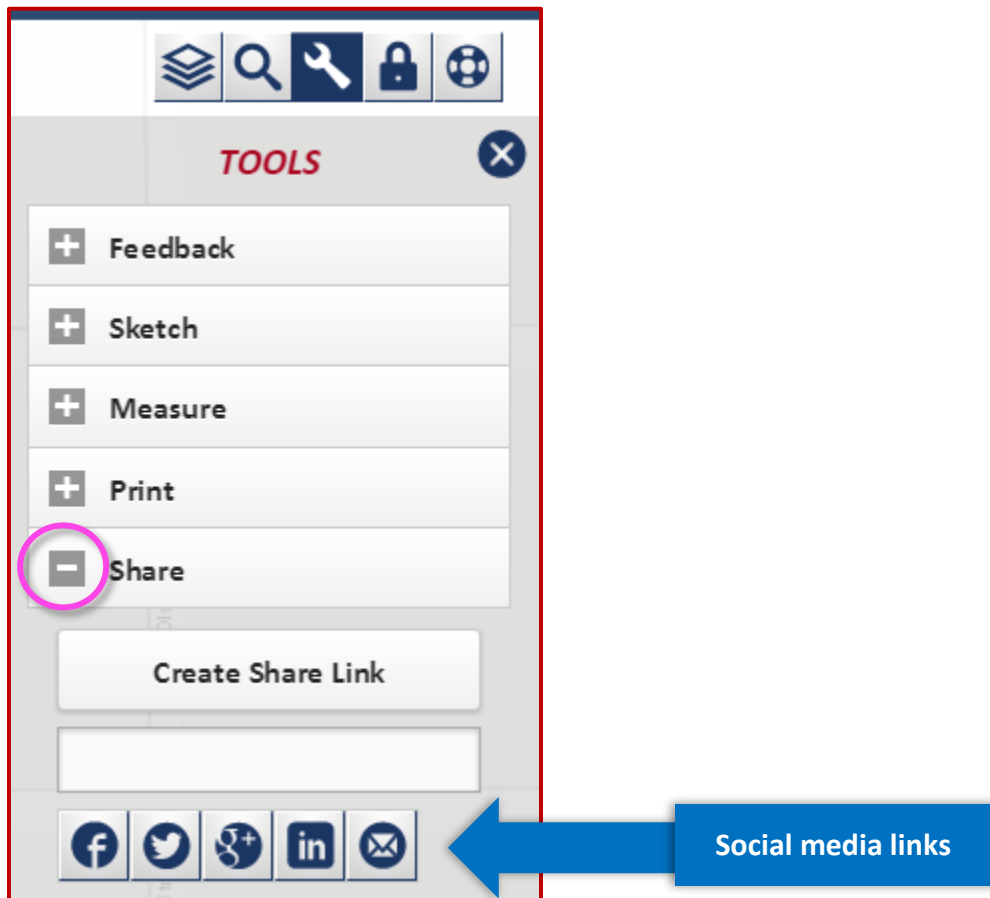 TOOLS
Feedback
Sketch
Measure
Print
Share
Create Share Link
Social media links